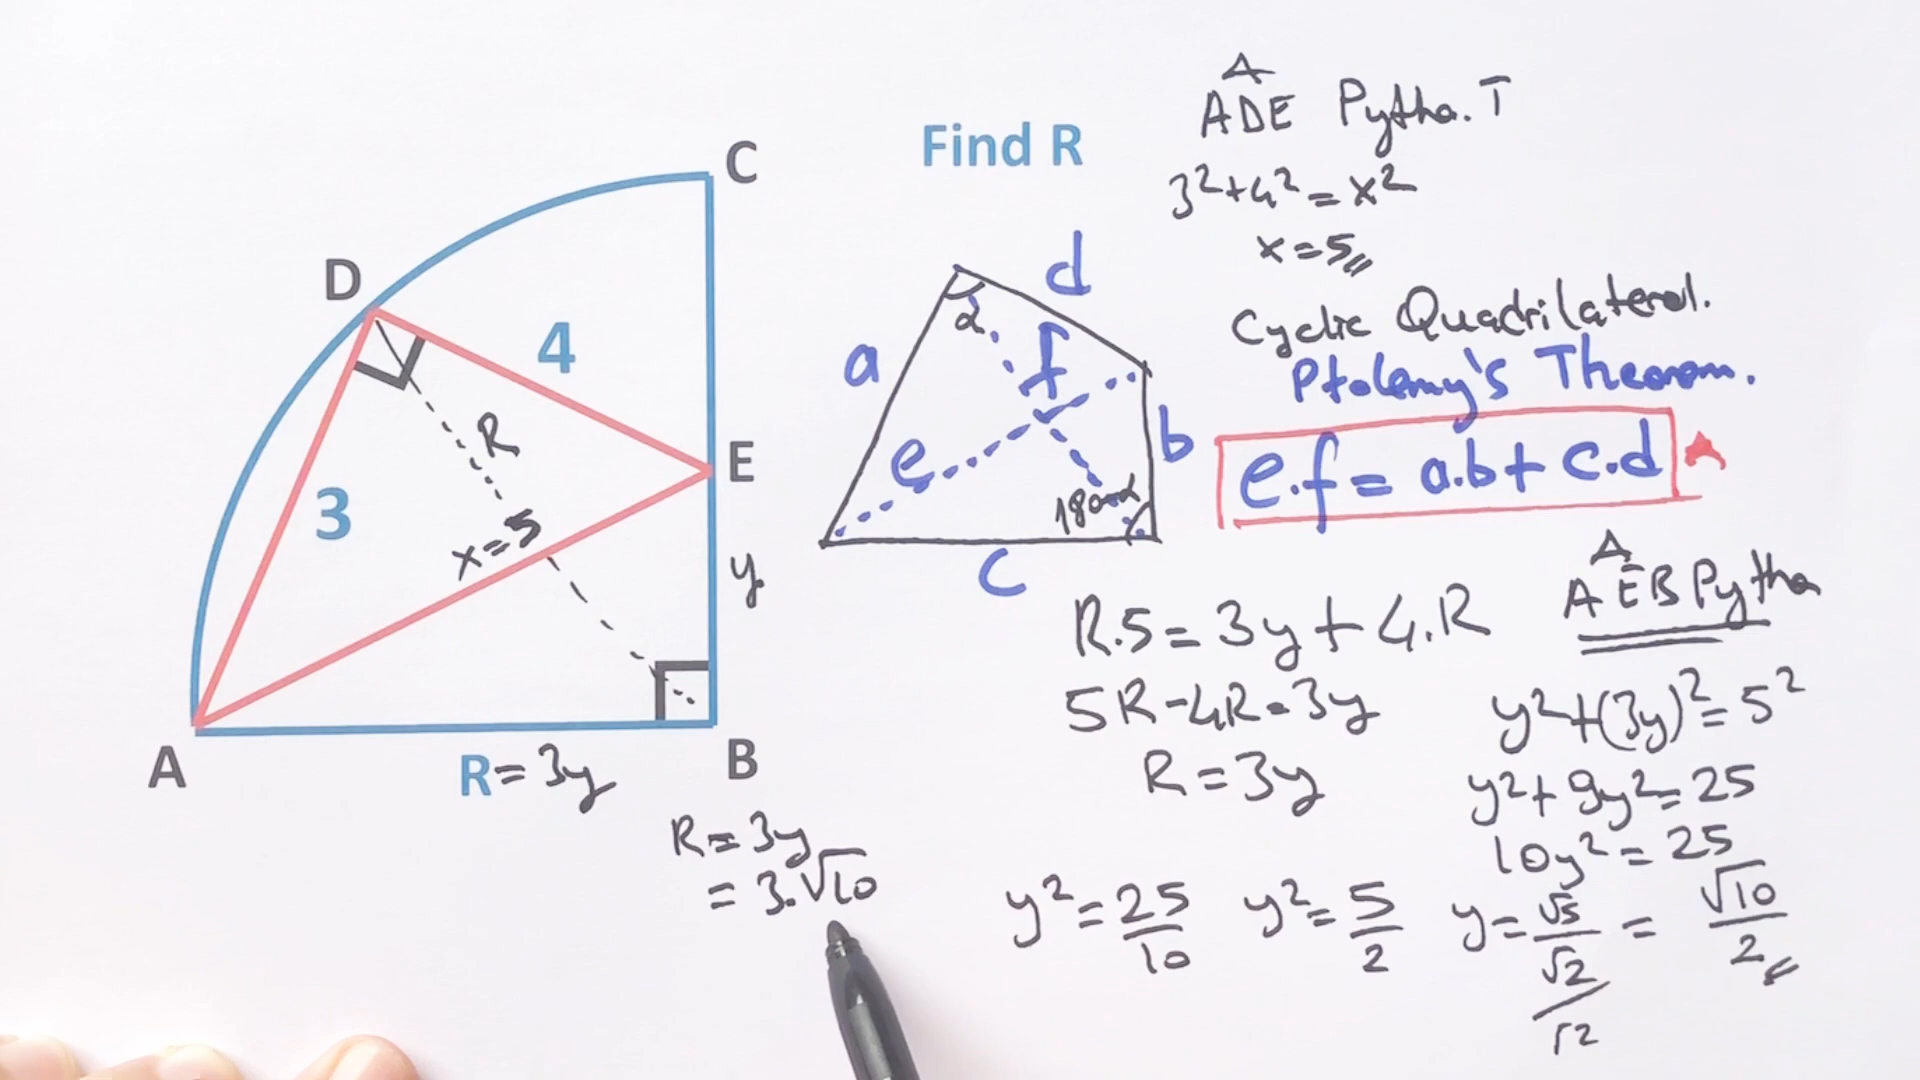 C
D
4
E
R
3
x=5
y
A
R=3y
B
R=3y
=3.√10
Find R
a
d
α
f
e
b
180-α
c
ADE Pytha.T
3²+4²=x²
x=5
Cyclic Quadrilateral.
Ptolemy's Theorem.
e.f=a.b+c.d
R.5=3y+4.R
5R-4R=3y
R=3y
AEB Pytha
y²+(3y)²=5²
y²+9y²=25
10y²=25
y²=25/10 y²=5/2 y=√5/√2 = √10/2
√2